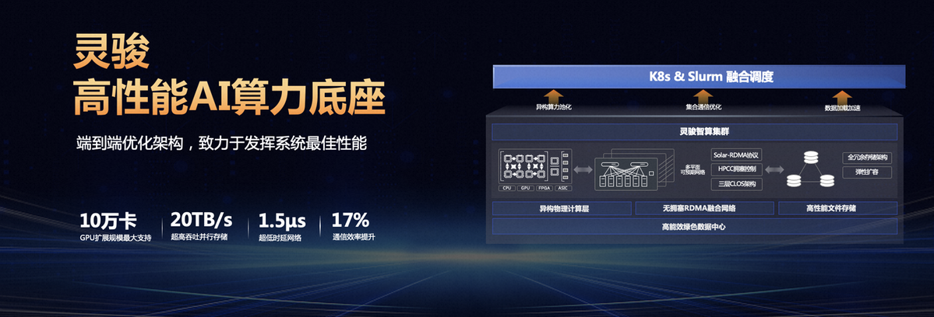 灵骏
高性能AI算力底座
端到端优化架构，致力于发挥系统最佳性能
10万卡
GPU扩展规模最大支持
20TB/s
超高吞吐并行存储
1.5μs
超低时延网络
17%
通信效率提升
K8s & Slurm 融合调度
异构算力池化
集合通信优化
数据加载加速
灵骏智算集群
CPU
GPU
FPGA
ASIC
多平面
可预期网络
Solar-RDMA协议
HPCC拥塞控制
三层CLOS架构
全冗余存储架构
弹性扩容
异构物理计算层
无拥塞RDMA融合网络
高性能文件存储
高能效绿色数据中心